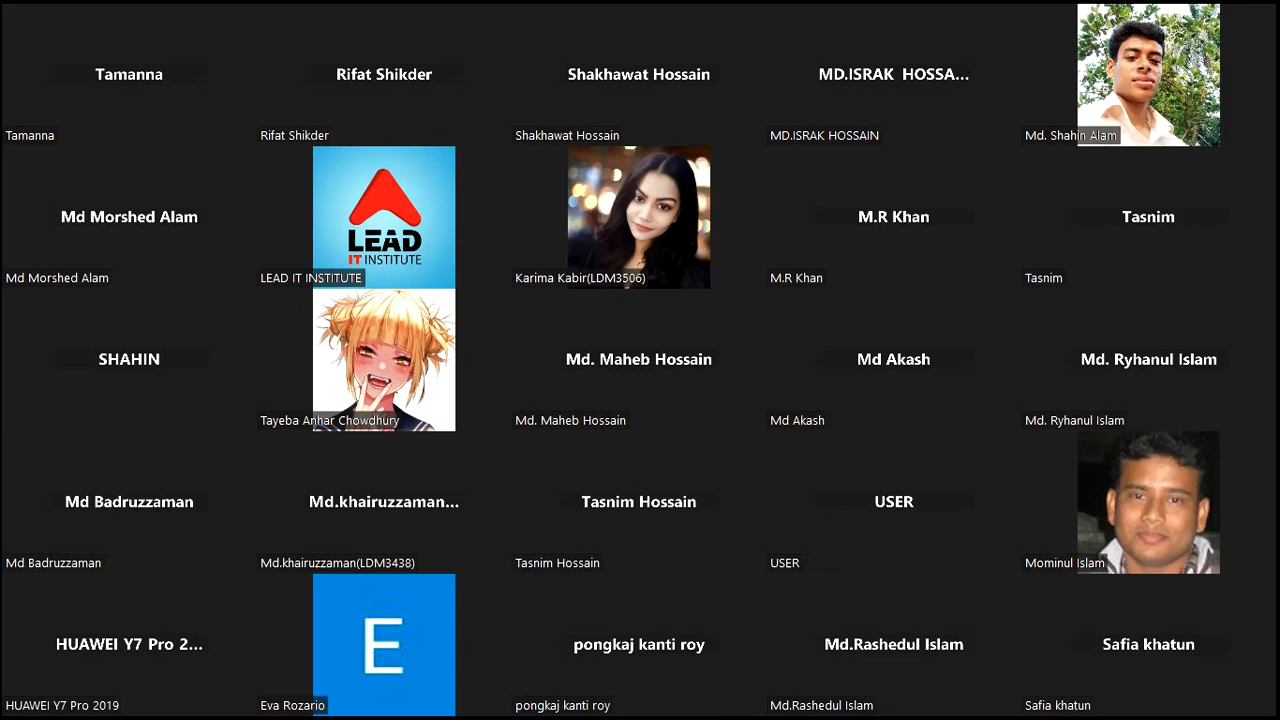 Tamanna
Rifat Shikder
Shakhawat Hossain
MD.ISRAK HOSSA...
Tamanna
Rifat Shikder
Shakhawat Hossain
MD.ISRAK HOSSAIN
Md. Shahin Alam
Md Morshed Alam
LEAD
IT INSTITUTE
M.R Khan
Tasnim
Md Morshed Alam
LEAD IT INSTITUTE
Karima Kabir(LDM3506)
M.R Khan
Tasnim
SHAHIN
Md. Maheb Hossain
Md Akash
Md. Ryhanul Islam
Tayeba Anhar Chowdhury
Md. Maheb Hossain
Md Akash
Md. Ryhanul Islam
Md Badruzzaman
Md.khairuzzaman...
Tasnim Hossain
USER
Md Badruzzaman
Md.khairuzzaman(LDM3438)
Tasnim Hossain
USER
Mominul Islam
HUAWEI Y7 Pro 2...
E
pongkaj kanti roy
Md.Rashedul Islam
Safia khatun
HUAWEI Y7 Pro 2019
Eva Rozario
pongkaj kanti roy
Md.Rashedul Islam
Safia khatun